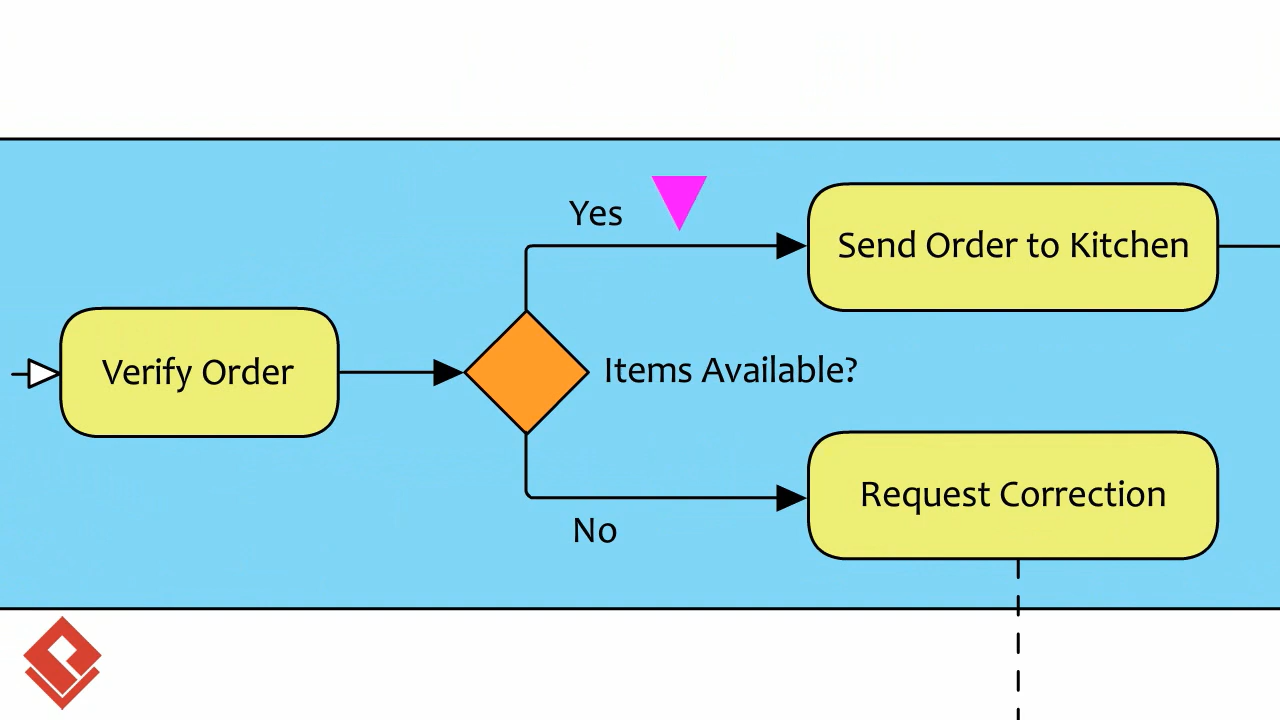 Yes
Send Order to Kitchen
Verify Order
Items Available?
Request Correction
No